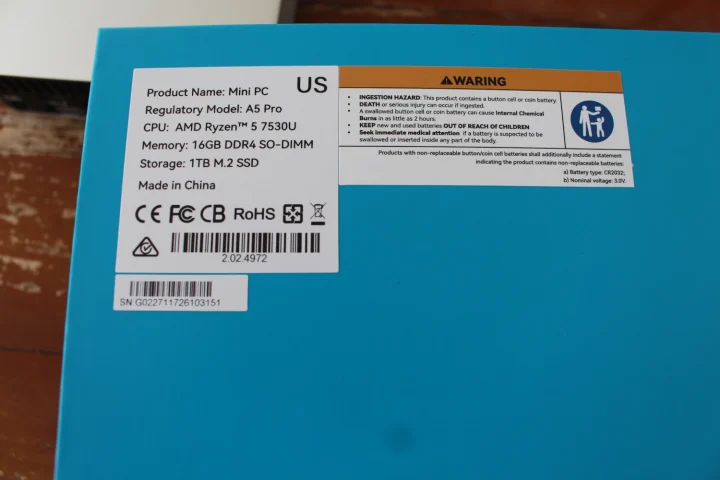 US
Product Name: Mini PC
Regulatory Model: A5 Pro
CPU: AMD Ryzen™ 5 7530U
Memory: 16GB DDR4 SO-DIMM
Storage: 1TB M.2 SSD
Made in China
CE FC CB RoHS
2.02.4972
SN G022711726103151
WARING
• INGESTION HAZARD: This product contains a button cell or coin battery
• DEATH or serious injury can occur if ingested.
• A swallowed button cell or coin battery can cause Internal Chemical
Burns in as little as 2 hours.
• KEEP new and used batteries OUT OF REACH OF CHILDREN
• Seek immediate medical attention if a battery is suspected to be
swallowed or inserted inside any part of the body.
Products with non-replaceable button/coin cell batteries shall additionally include a statement
indicating the product contains non-replaceable batteries:
a) Battery type: CR2032;
b) Nominal voltage: 3.0V.